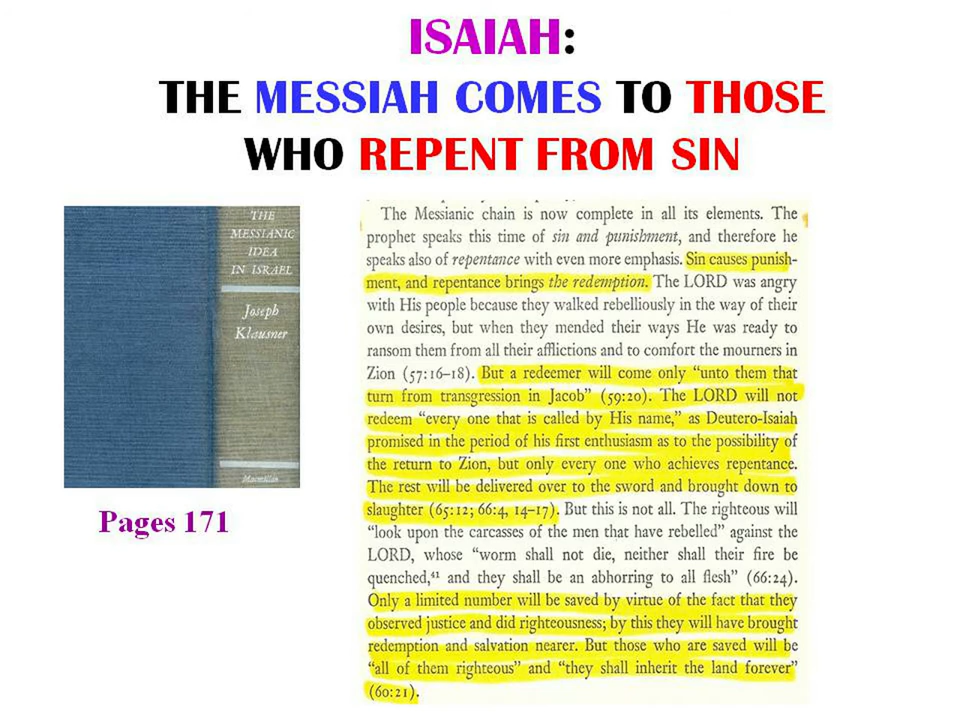 ISAIAH:
THE MESSIAH COMES TO THOSE
WHO REPENT FROM SIN
THE
MESSIANIC
IDEA
IN ISRAEL
Joseph
Klausner
Macmillan
Pages 171
The Messianic chain is now complete in all its elements. The
prophet speaks this time of sin and punishment, and therefore he
speaks also of repentance with even more emphasis. Sin causes punish-
ment, and repentance brings the redemption. The LORD was angry
with His people because they walked rebelliously in the way of their
own desires, but when they mended their ways He was ready to
ransom them from all their afflictions and to comfort the mourners in
Zion (57:16–18). But a redeemer will come only “unto them that
turn from transgression in Jacob” (59:20). The LORD will not
redeem “every one that is called by His name,” as Deutero-Isaiah
promised in the period of his first enthusiasm as to the possibility of
the return to Zion, but only every one who achieves repentance.
The rest will be delivered over to the sword and brought down to
slaughter (65:12; 66:4, 14–17). But this is not all. The righteous will
“look upon the carcasses of the men that have rebelled” against the
LORD, whose “worm shall not die, neither shall their fire be
quenched,⁴¹ and they shall be an abhorring to all flesh” (66:24).
Only a limited number will be saved by virtue of the fact that they
observed justice and did righteousness; by this they will have brought
redemption and salvation nearer. But those who are saved will be
“all of them righteous” and “they shall inherit the land forever”
(60:21).